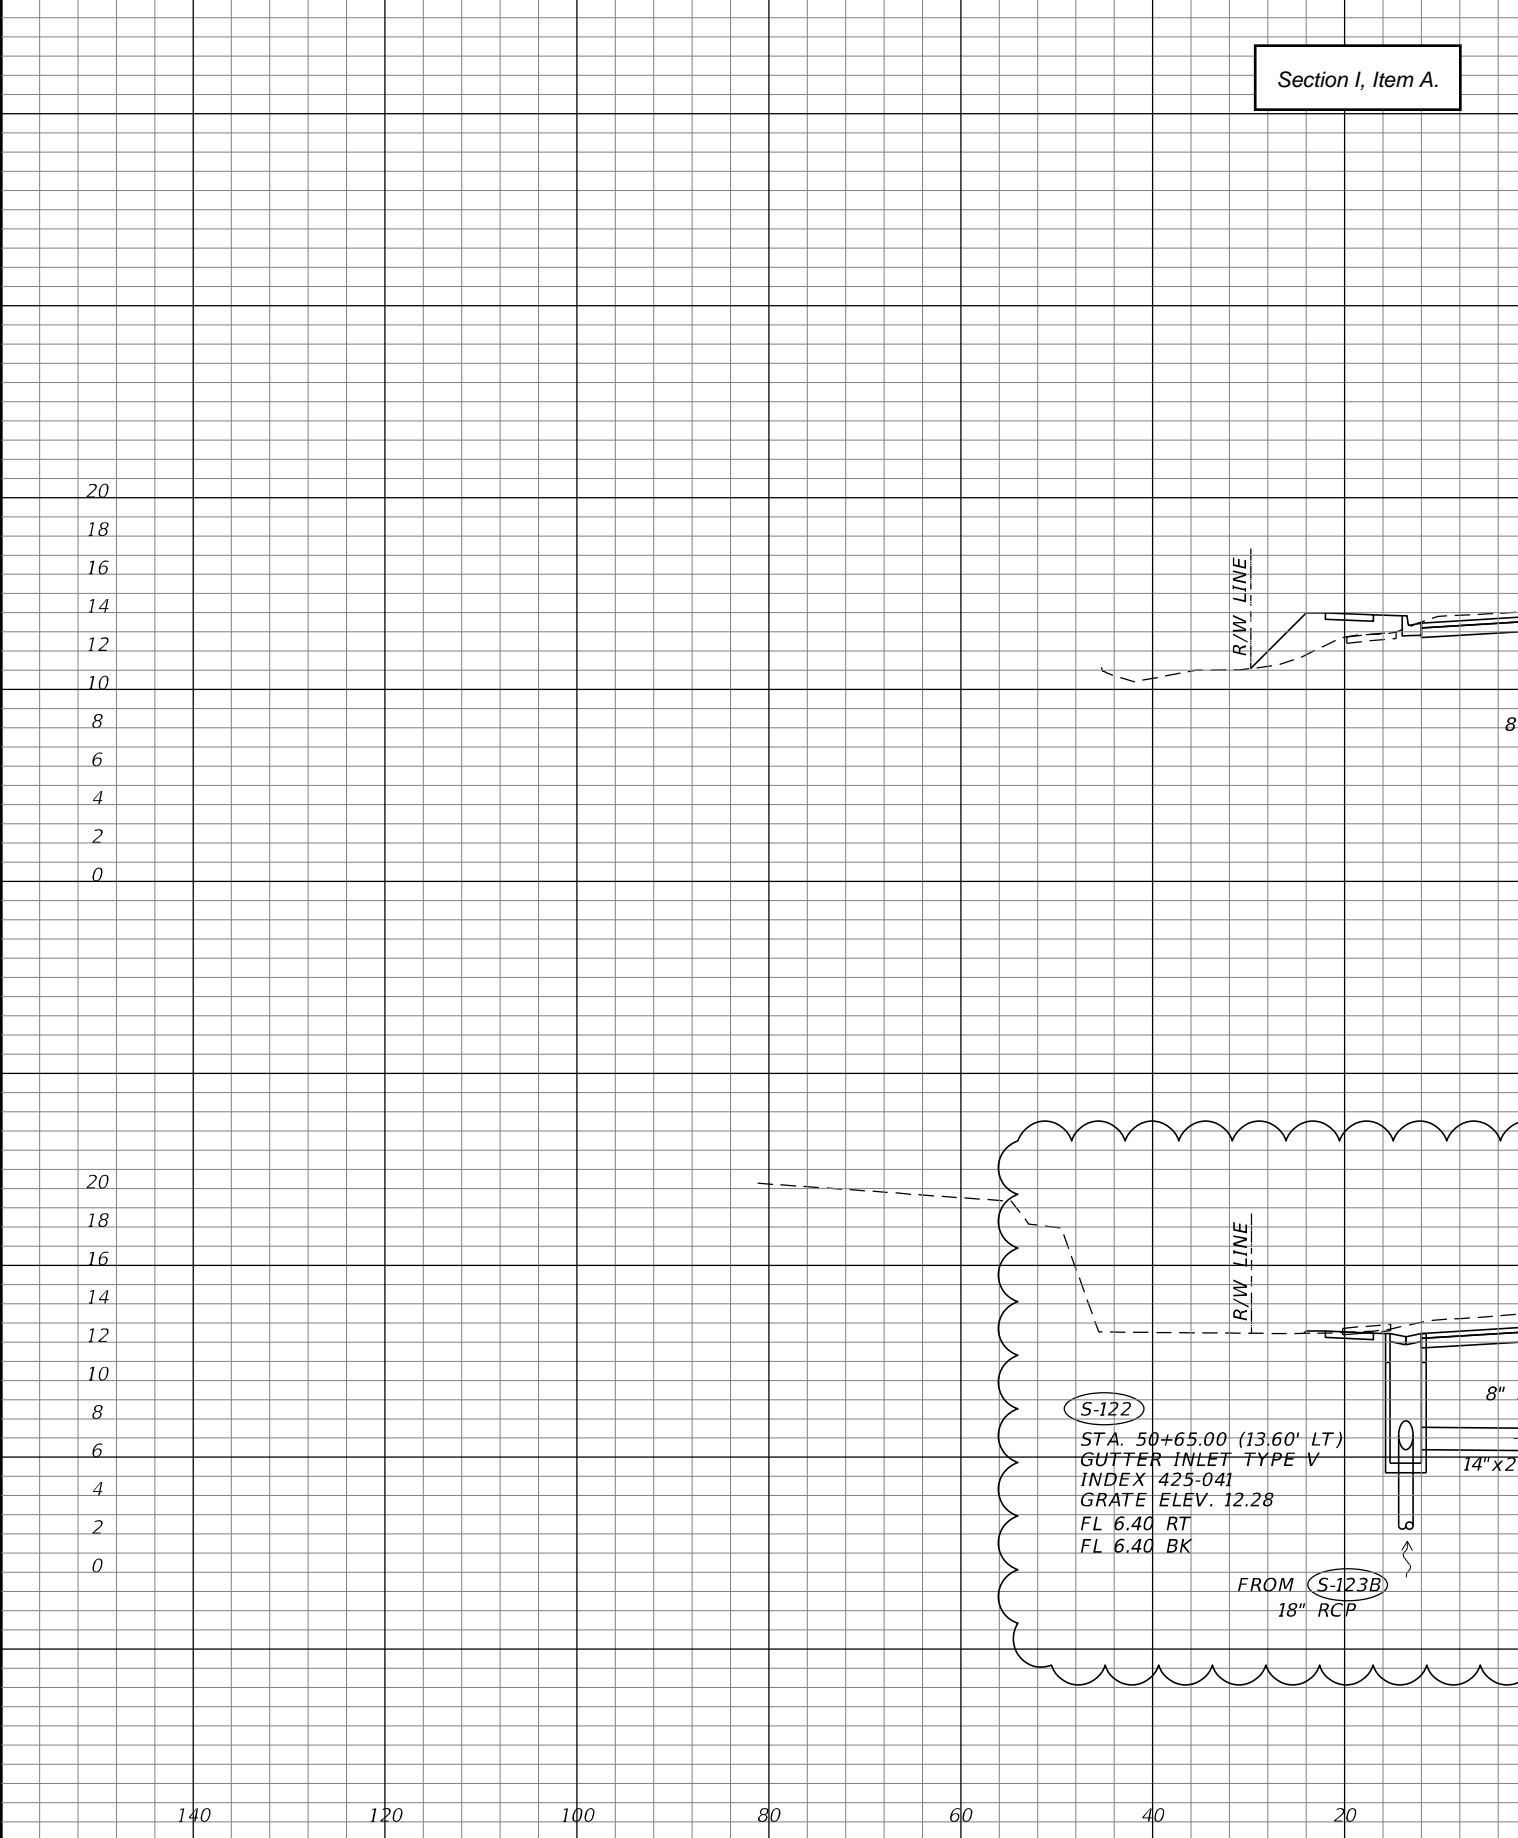 Section I, Item A.
20
18
16
14
12
10
8
6
4
2
0
R/W LINE
8
20
18
16
14
12
10
8
6
4
2
0
R/W LINE
8"
14"x2
S-122
STA. 50+65.00 (13.60' LT)
GUTTER INLET TYPE V
INDEX 425-041
GRATE ELEV. 12.28
FL 6.40 RT
FL 6.40 BK
FROM S-123B
18" RCP
140 120 100 80 60 40 20